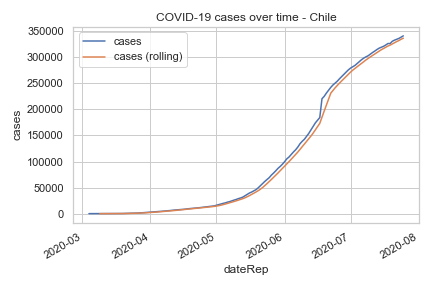 COVID-19 cases over time - Chile
350000
300000
250000
200000
150000
100000
50000
0
cases
cases
cases (rolling)
2020-03
2020-04
2020-05
2020-06
2020-07
2020-08
dateRep